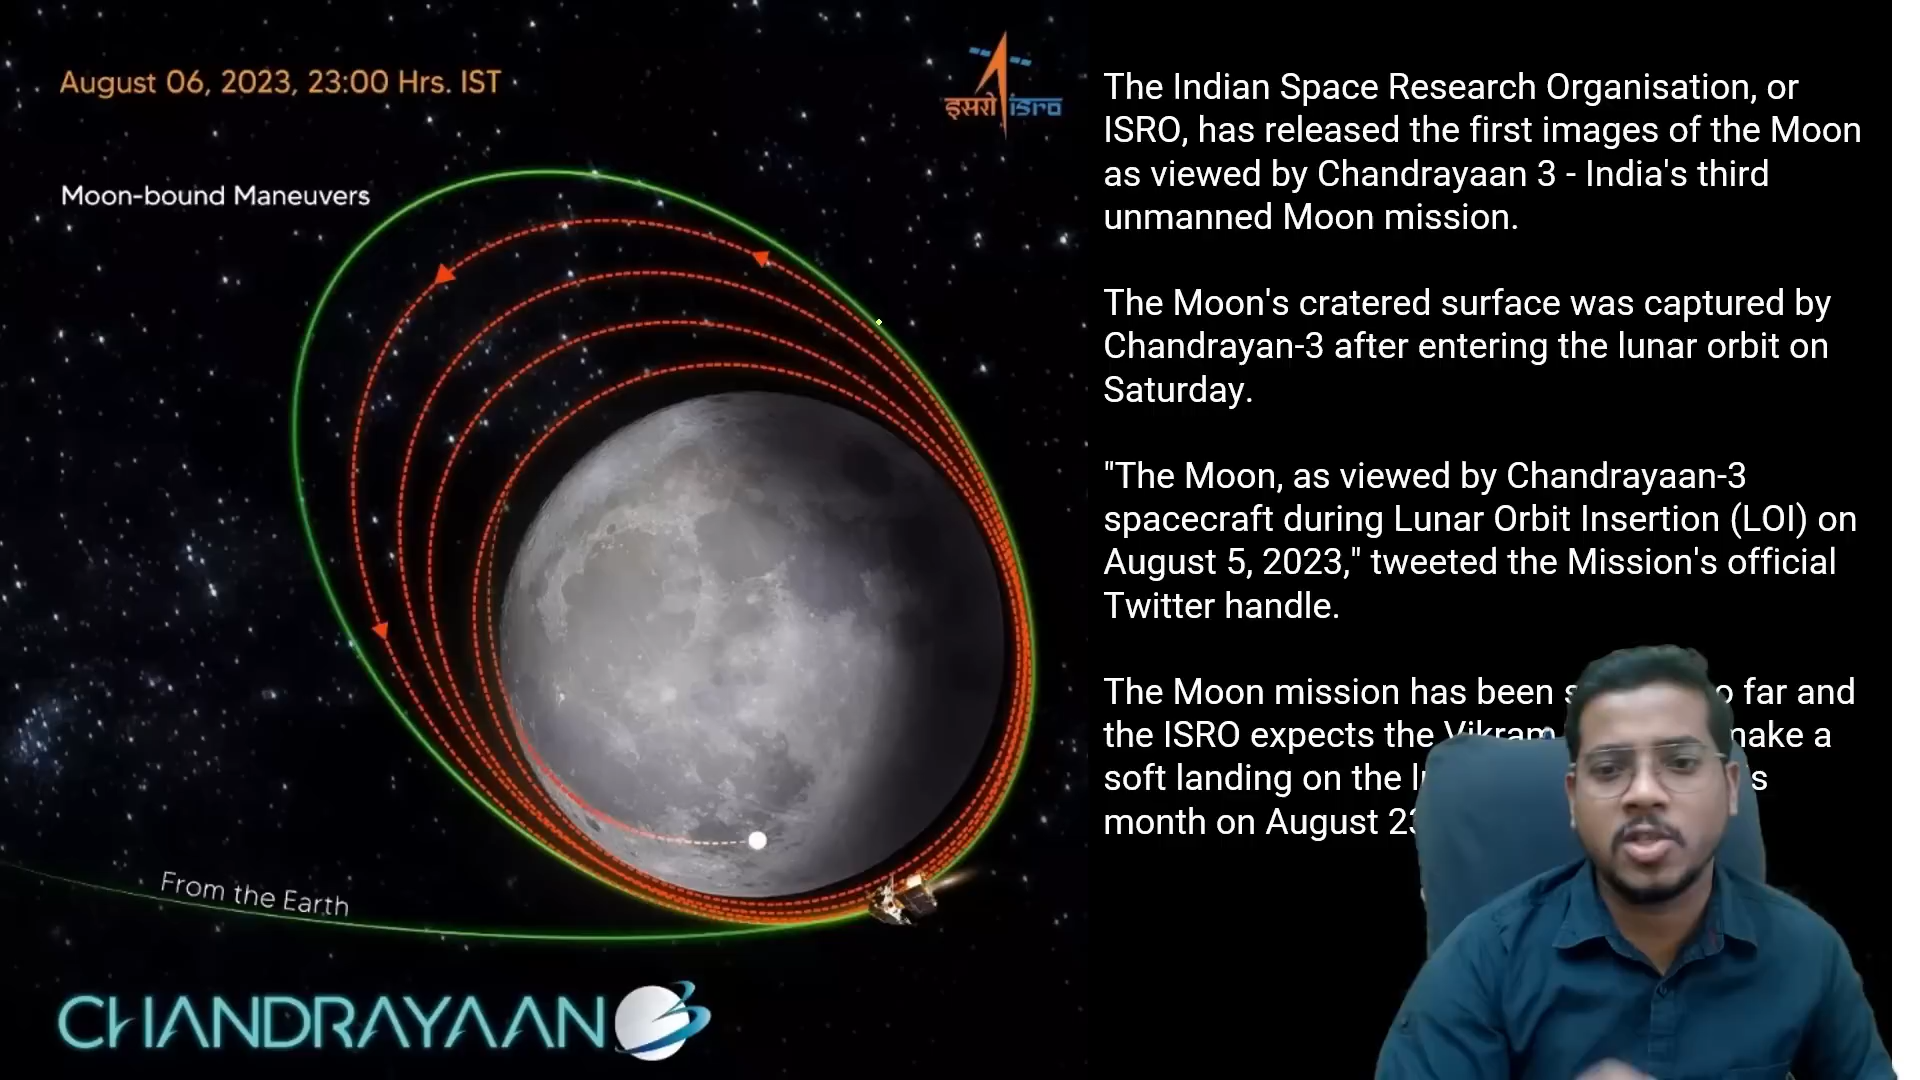 August 06, 2023, 23:00 Hrs. IST
इसरो isro
Moon-bound Maneuvers
From the Earth
CHANDRAYAAN 3
The Indian Space Research Organisation, or
ISRO, has released the first images of the Moon
as viewed by Chandrayaan 3 - India's third
unmanned Moon mission.
The Moon's cratered surface was captured by
Chandrayan-3 after entering the lunar orbit on
Saturday.
"The Moon, as viewed by Chandrayaan-3
spacecraft during Lunar Orbit Insertion (LOI) on
August 5, 2023," tweeted the Mission's official
Twitter handle.
The Moon mission has been far and
the ISRO expects the Vikram make a
soft landing on the
month on August 23